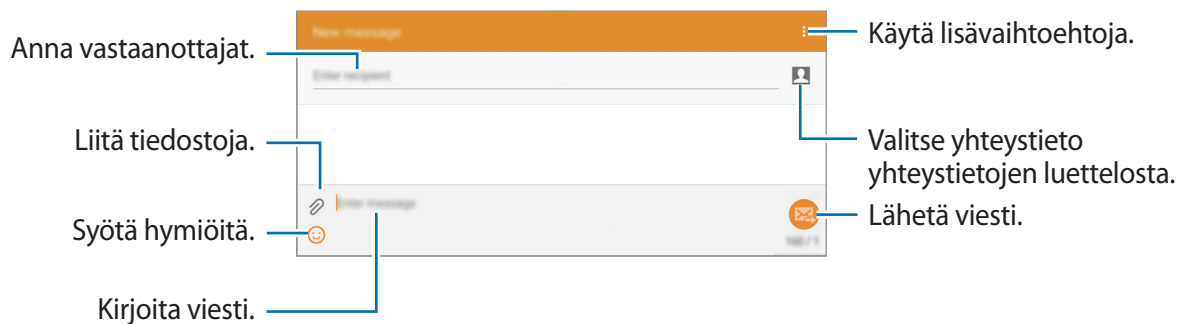 New message
Käytä lisävaihtoehtoja.
Anna vastaanottajat.
Enter recipient
Liitä tiedostoja.
Valitse yhteystieto
yhteystietojen luettelosta.
Enter message
Lähetä viesti.
Syötä hymiöitä.
160 / 1
Kirjoita viesti.